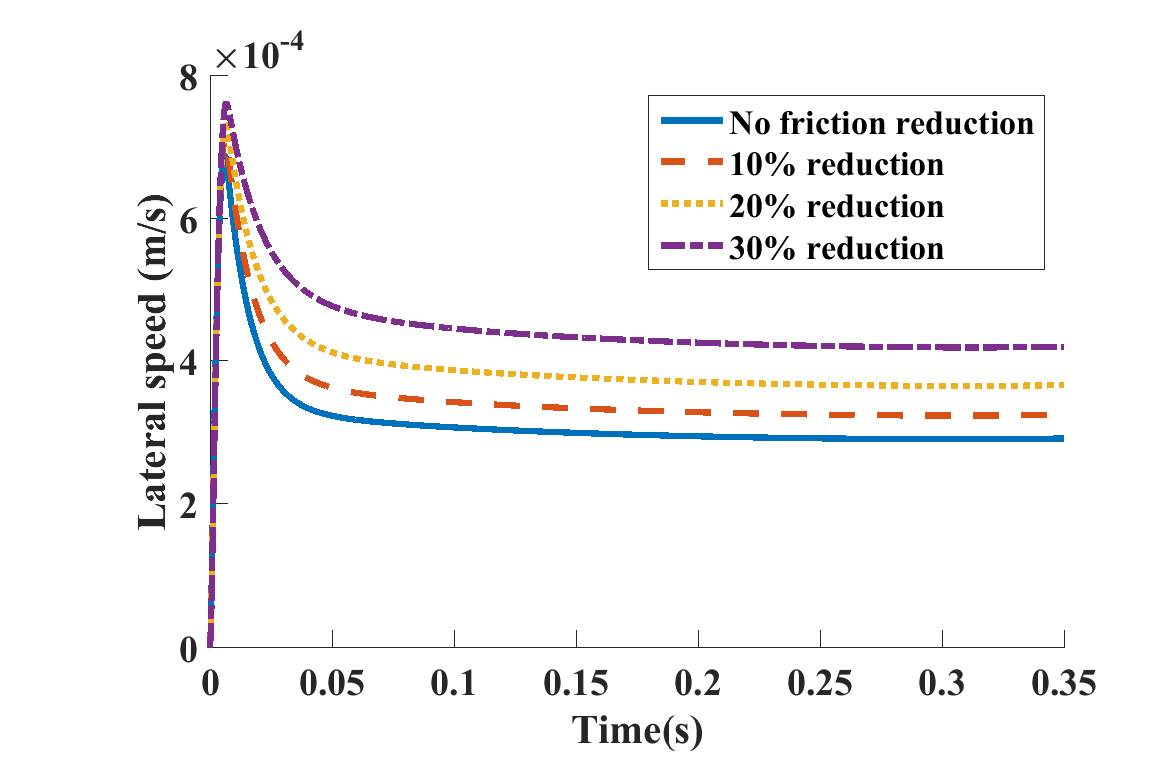 ×10⁻⁴
8
6
4
2
0
Lateral speed (m/s)
No friction reduction
10% reduction
20% reduction
30% reduction
0 0.05 0.1 0.15 0.2 0.25 0.3 0.35
Time(s)